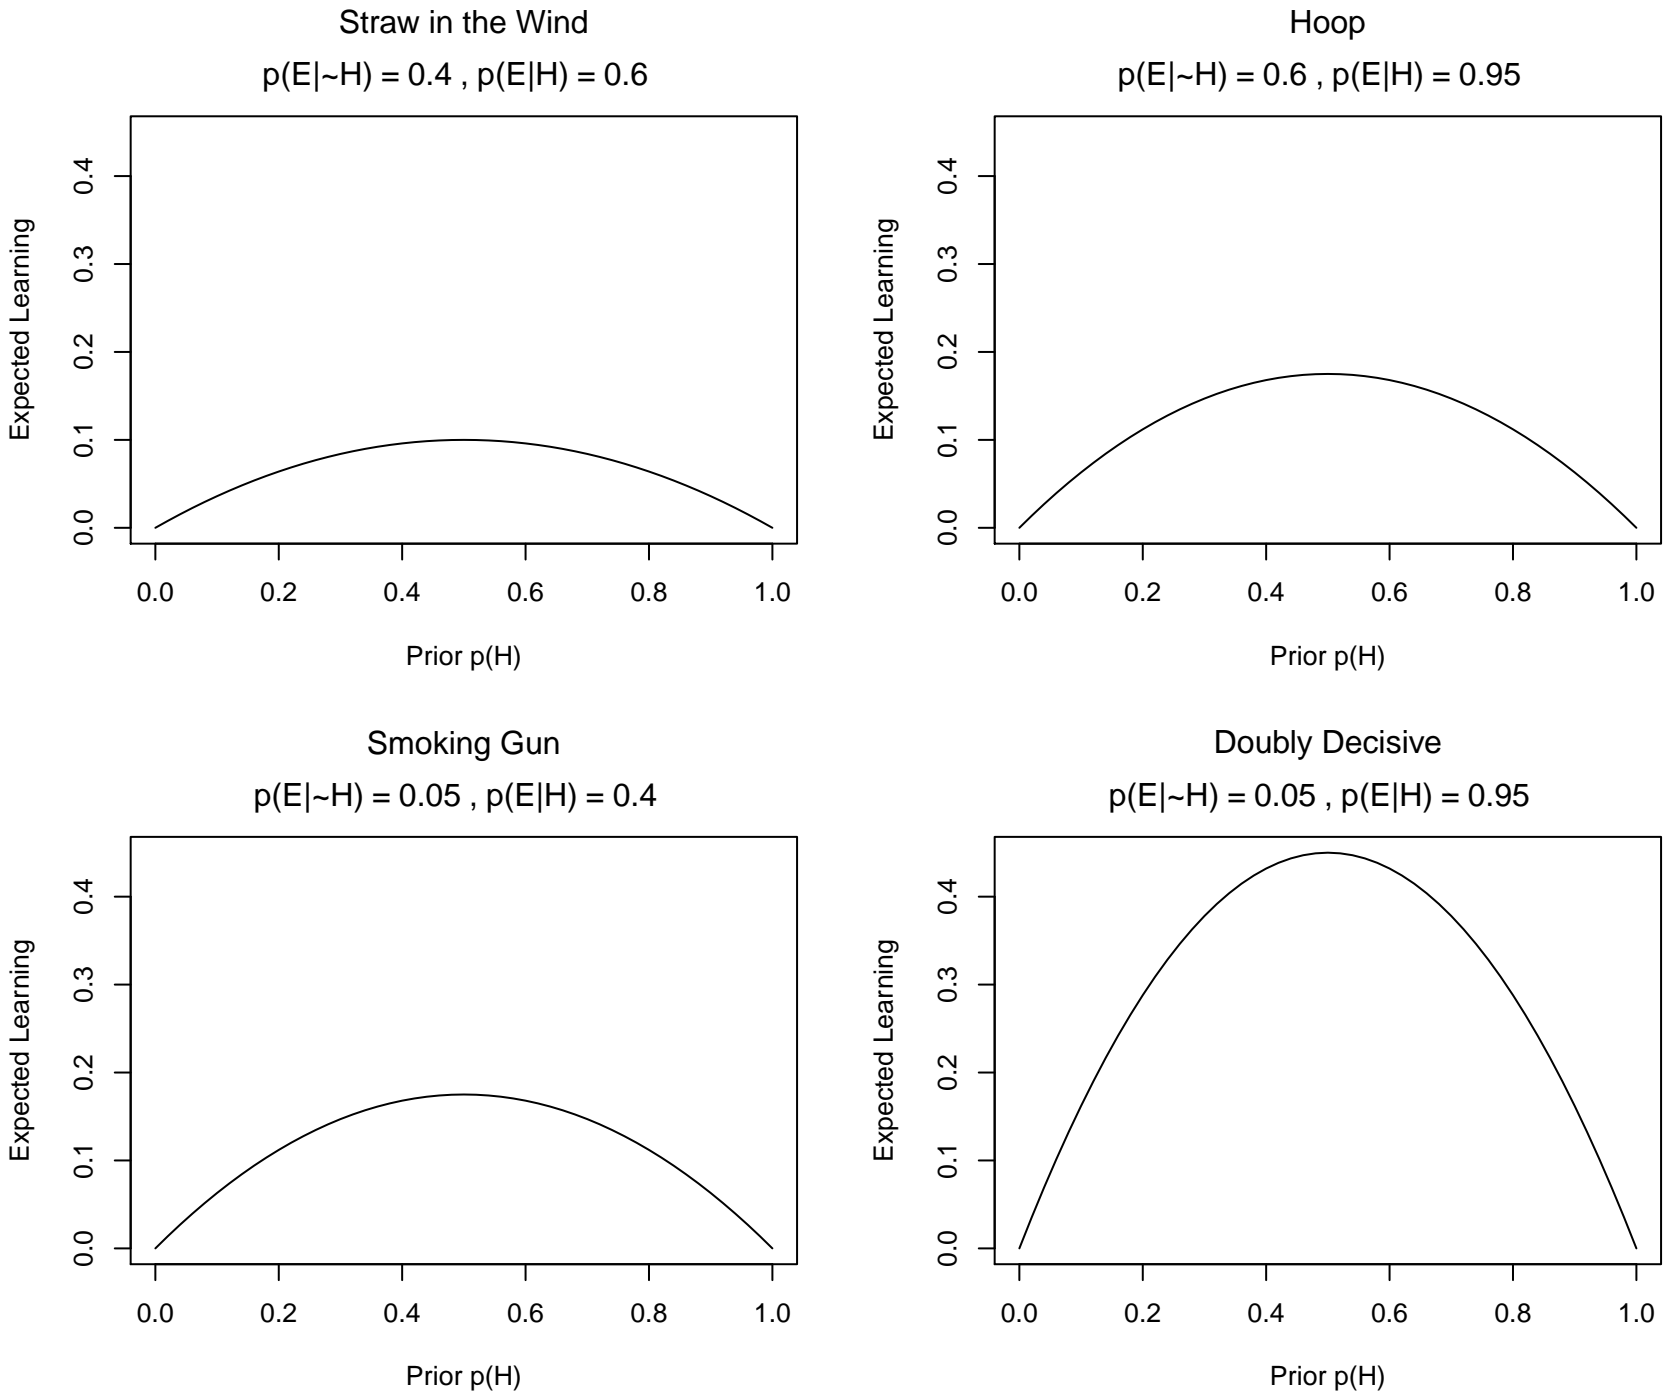 Straw in the Wind
p(E|~H) = 0.4 , p(E|H) = 0.6
Expected Learning
0.4
0.3
0.2
0.1
0.0
0.0 0.2 0.4 0.6 0.8 1.0
Prior p(H)
Hoop
p(E|~H) = 0.6 , p(E|H) = 0.95
Expected Learning
0.4
0.3
0.2
0.1
0.0
0.0 0.2 0.4 0.6 0.8 1.0
Prior p(H)
Smoking Gun
p(E|~H) = 0.05 , p(E|H) = 0.4
Expected Learning
0.4
0.3
0.2
0.1
0.0
0.0 0.2 0.4 0.6 0.8 1.0
Prior p(H)
Doubly Decisive
p(E|~H) = 0.05 , p(E|H) = 0.95
Expected Learning
0.4
0.3
0.2
0.1
0.0
0.0 0.2 0.4 0.6 0.8 1.0
Prior p(H)